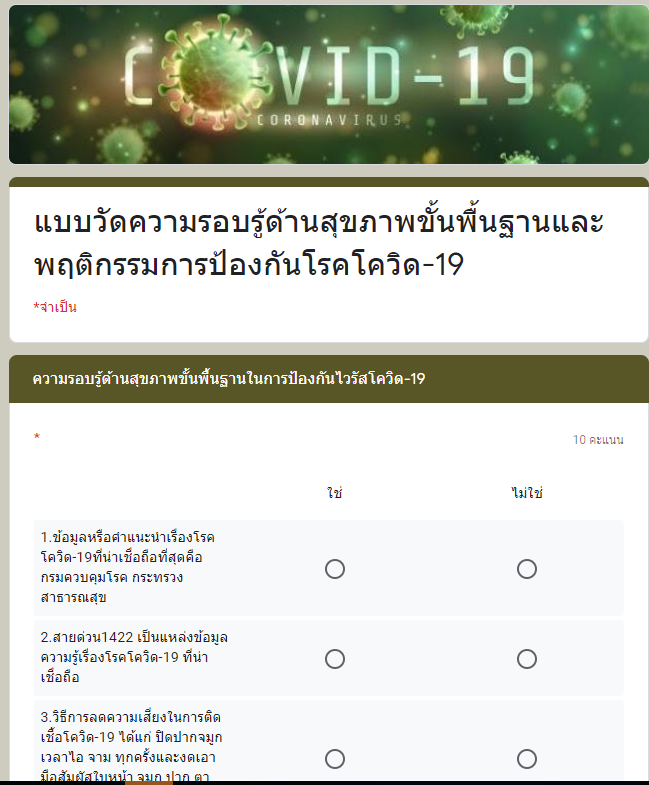 COVID-19
CORONAVIRUS
แบบวัดความรอบรู้ด้านสุขภาพขั้นพื้นฐานและ
พฤติกรรมการป้องกันโรคโควิด-19
*จำเป็น
ความรอบรู้ด้านสุขภาพขั้นพื้นฐานในการป้องกันไวรัสโควิด-19
*
10 คะแนน
ใช่ ไม่ใช่
1.ข้อมูลหรือคำแนะนำเรื่องโรค
โควิด-19ที่น่าเชื่อถือที่สุดคือ
กรมควบคุมโรค กระทรวง
สาธารณสุข
2.สายด่วน1422 เป็นแหล่งข้อมูล
ความรู้เรื่องโรคโควิด-19 ที่น่า
เชื่อถือ
3.วิธีการลดความเสี่ยงในการติด
เชื้อโควิด-19 ได้แก่ ปิดปากจมูก
เวลาไอ จาม ทุกครั้งและงดเอา
มือสัมผัสใบหน้า จมูก ปาก ตา